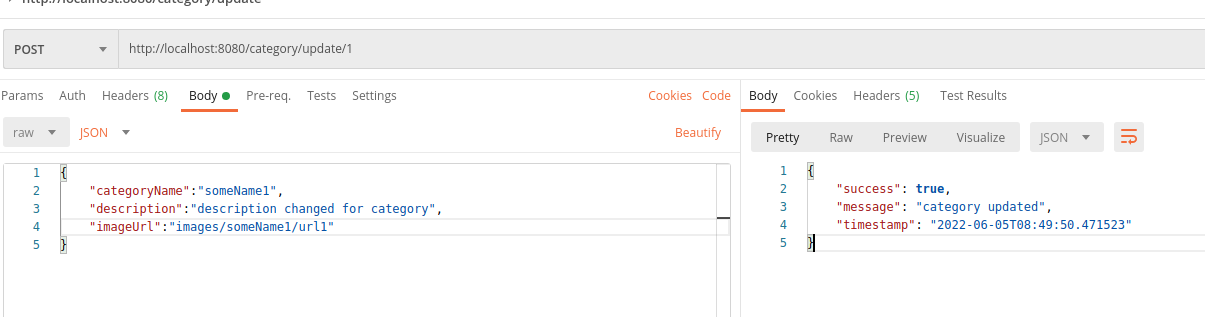 http://localhost:8080/category/update
POST http://localhost:8080/category/update/1
Params Auth Headers (8) Body Pre-req. Tests Settings Cookies Code
raw JSON Beautify
1 {
2 "categoryName":"someName1",
3 "description":"description changed for category",
4 "imageUrl":"images/someName1/url1"
5 }
Body Cookies Headers (5) Test Results
Pretty Raw Preview Visualize JSON
1 {
2 "success": true,
3 "message": "category updated",
4 "timestamp": "2022-06-05T08:49:50.471523"
5 }